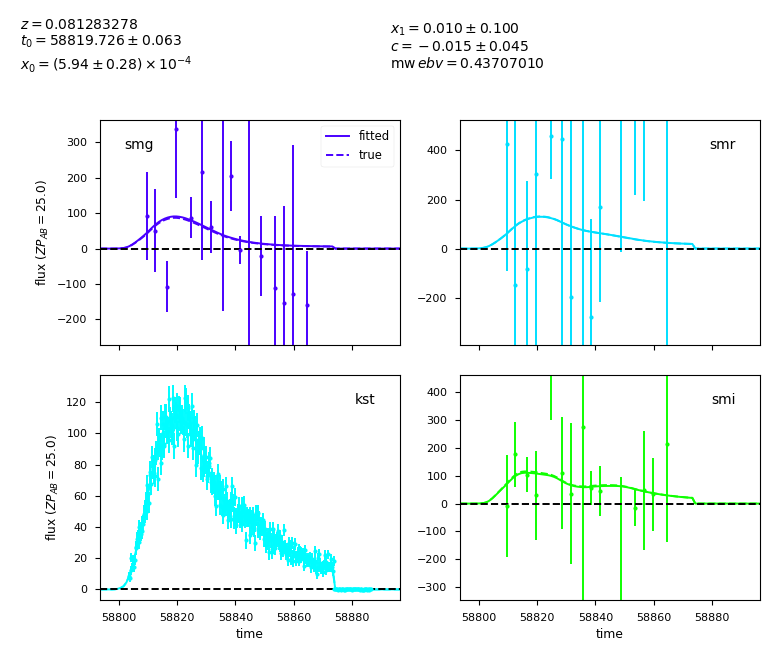 z = 0.081283278
t₀ = 58819.726 ± 0.063
x₀ = (5.94 ± 0.28) × 10⁻⁴
x₁ = 0.010 ± 0.100
c = −0.015 ± 0.045
mw ebv = 0.43707010
smg
fitted
true
300
200
100
0
−100
−200
flux (ZP_AB = 25.0)
smr
400
200
0
−200
kst
120
100
80
60
40
20
0
flux (ZP_AB = 25.0)
58800 58820 58840 58860 58880
time
smi
400
300
200
100
0
−100
−200
−300
58800 58820 58840 58860 58880
time